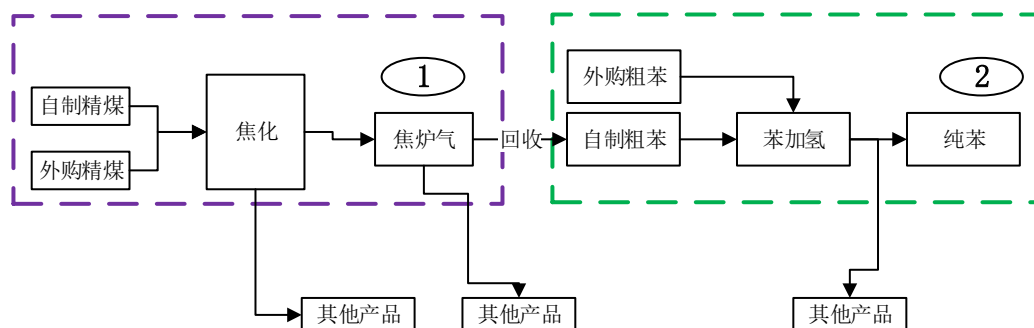 ①
②
外购粗苯
自制精煤
焦化
焦炉气
回收
自制粗苯
苯加氢
纯苯
外购精煤
其他产品
其他产品
其他产品